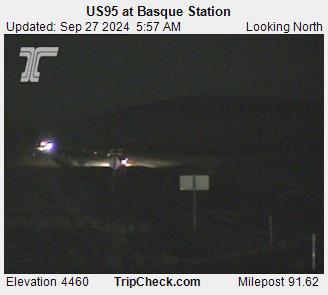 US95 at Basque Station
Updated: Sep 27 2024 5:57 AM Looking North
Elevation 4460 TripCheck.com Milepost 91.62